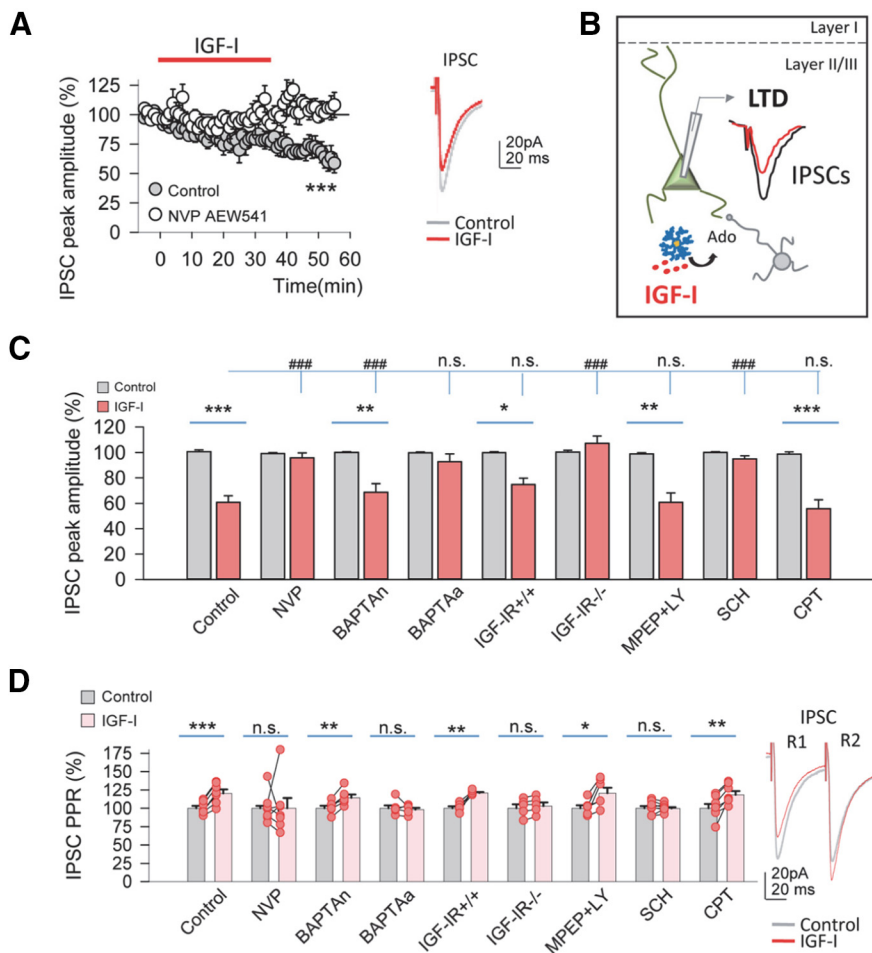 A
IGF-I
IPSC peak amplitude (%)
125
100
75
50
25
0
Control
NVP AEW541
***
0 10 20 30 40 50 60
Time(min)
IPSC
20pA
20 ms
Control
IGF-I
B
Layer I
Layer II/III
LTD
IPSCs
Ado
IGF-I
C
### ### n.s. n.s. ### n.s. ### n.s.
Control
IGF-I
*** ** * ** ***
IPSC peak amplitude (%)
120
100
80
60
40
20
0
Control NVP BAPTAn BAPTAa IGF-IR+/+ IGF-IR-/- MPEP+LY SCH CPT
D
Control
IGF-I
*** n.s. ** n.s. ** n.s. * n.s. **
IPSC PPR (%)
175
150
125
100
75
50
25
0
Control NVP BAPTAn BAPTAa IGF-IR+/+ IGF-IR-/- MPEP+LY SCH CPT
IPSC
R1 R2
20pA
20 ms
Control
IGF-I